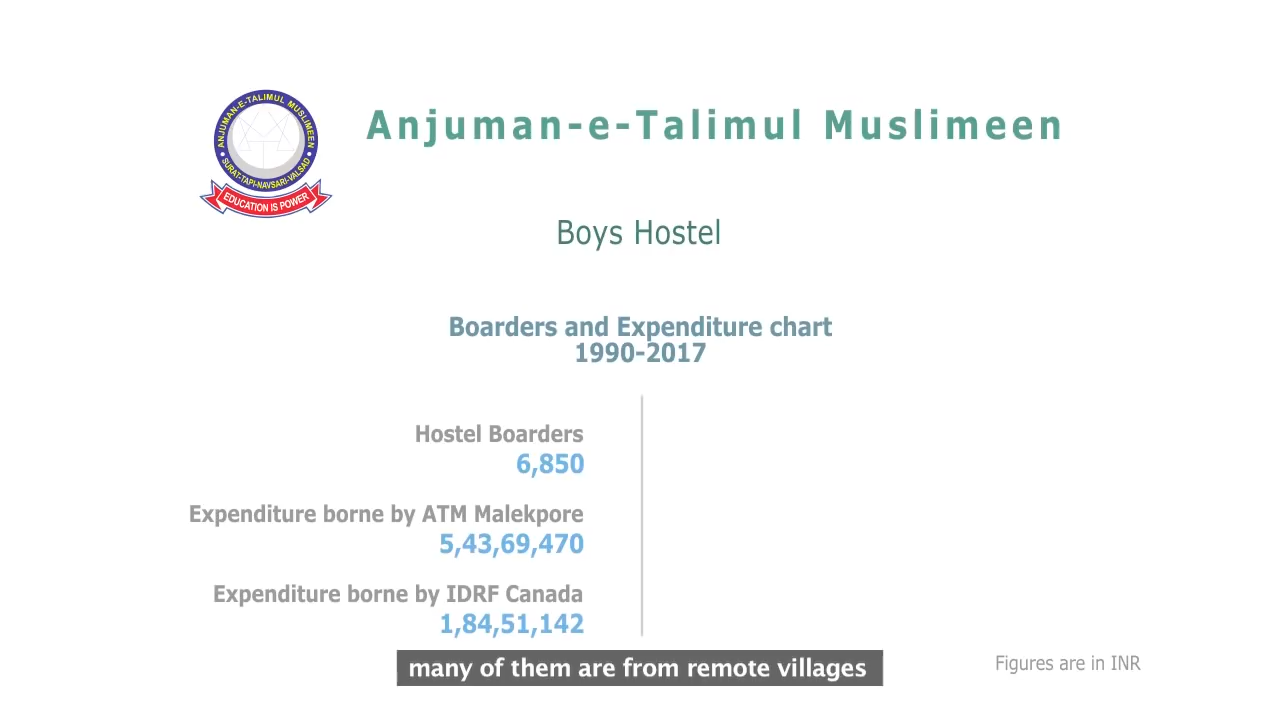 ANJUMAN-E-TALIMUL MUSLIMEEN
• SURAT-TAPI-NAVSARI-VALSAD •
EDUCATION IS POWER
Anjuman-e-Talimul Muslimeen
Boys Hostel
Boarders and Expenditure chart
1990-2017
Hostel Boarders
6,850
Expenditure borne by ATM Malekpore
5,43,69,470
Expenditure borne by IDRF Canada
1,84,51,142
many of them are from remote villages
Figures are in INR